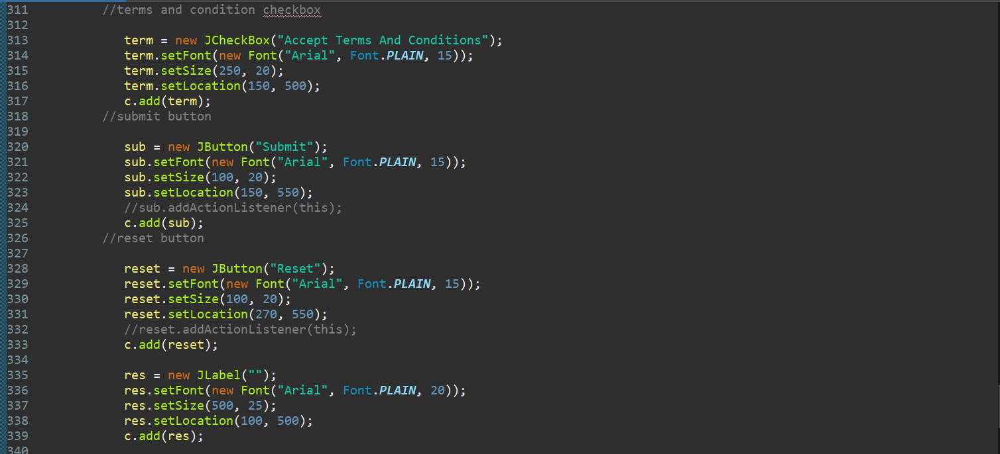 311 //terms and condition checkbox
312
313 term = new JCheckBox("Accept Terms And Conditions");
314 term.setFont(new Font("Arial", Font.PLAIN, 15));
315 term.setSize(250, 20);
316 term.setLocation(150, 500);
317 c.add(term);
318 //submit button
319
320 sub = new JButton("Submit");
321 sub.setFont(new Font("Arial", Font.PLAIN, 15));
322 sub.setSize(100, 20);
323 sub.setLocation(150, 550);
324 //sub.addActionListener(this);
325 c.add(sub);
326 //reset button
327
328 reset = new JButton("Reset");
329 reset.setFont(new Font("Arial", Font.PLAIN, 15));
330 reset.setSize(100, 20);
331 reset.setLocation(270, 550);
332 //reset.addActionListener(this);
333 c.add(reset);
334
335 res = new JLabel("");
336 res.setFont(new Font("Arial", Font.PLAIN, 20));
337 res.setSize(500, 25);
338 res.setLocation(100, 500);
339 c.add(res);
340